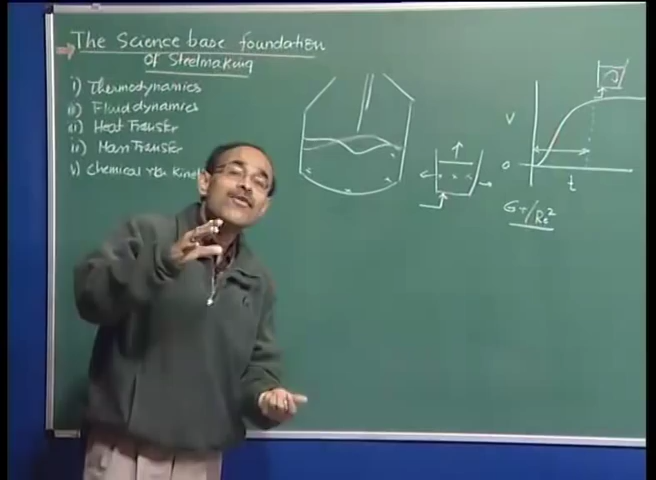 The Science base foundation
Of Steelmaking
i) Thermodynamics
ii) Fluid dynamics
iii) Heat Transfer
iv) Mass Transfer
v) Chemical rxn kinet
V
0
t
Gr/Re²